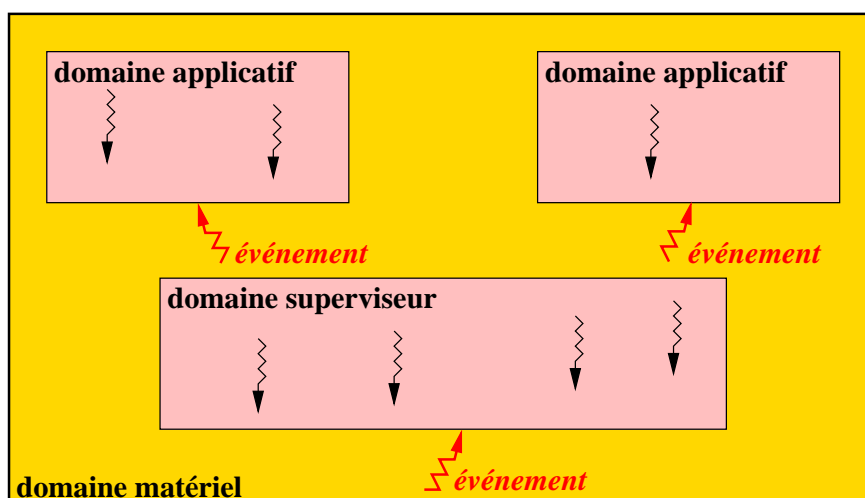 domaine applicatif
domaine applicatif
événement
événement
domaine superviseur
événement
domaine matériel